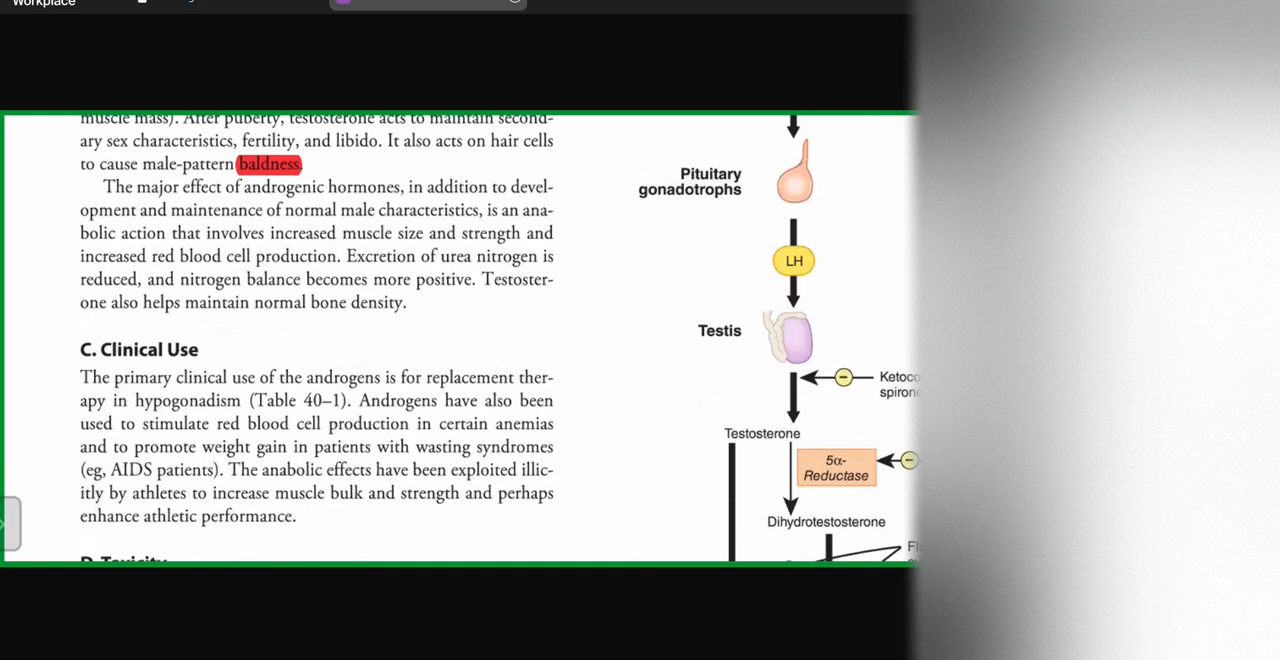 Workplace
muscle mass). After puberty, testosterone acts to maintain second-
ary sex characteristics, fertility, and libido. It also acts on hair cells
to cause male-pattern baldness.
The major effect of androgenic hormones, in addition to devel-
opment and maintenance of normal male characteristics, is an ana-
bolic action that involves increased muscle size and strength and
increased red blood cell production. Excretion of urea nitrogen is
reduced, and nitrogen balance becomes more positive. Testoster-
one also helps maintain normal bone density.
C. Clinical Use
The primary clinical use of the androgens is for replacement ther-
apy in hypogonadism (Table 40–1). Androgens have also been
used to stimulate red blood cell production in certain anemias
and to promote weight gain in patients with wasting syndromes
(eg, AIDS patients). The anabolic effects have been exploited illic-
itly by athletes to increase muscle bulk and strength and perhaps
enhance athletic performance.
D. Toxicity
Pituitary
gonadotrophs
LH
Testis
Ketoco
spiron
Testosterone
5α-
Reductase
Dihydrotestosterone